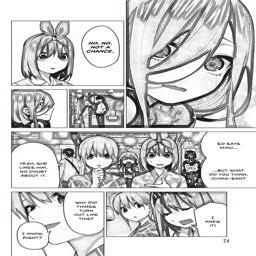 NO, NO,
NOT A
CHANCE.
SO SAYS
MIKU...
...BUT WHAT
DO YOU THINK,
ICHIKA-SAN?
YEAH. SHE
LIKES HIM,
NO DOUBT
ABOUT IT.
I KNEW
IT!
WHY DID
THINGS
TURN OUT
LIKE THIS?
I KNOW,
RIGHT?
74